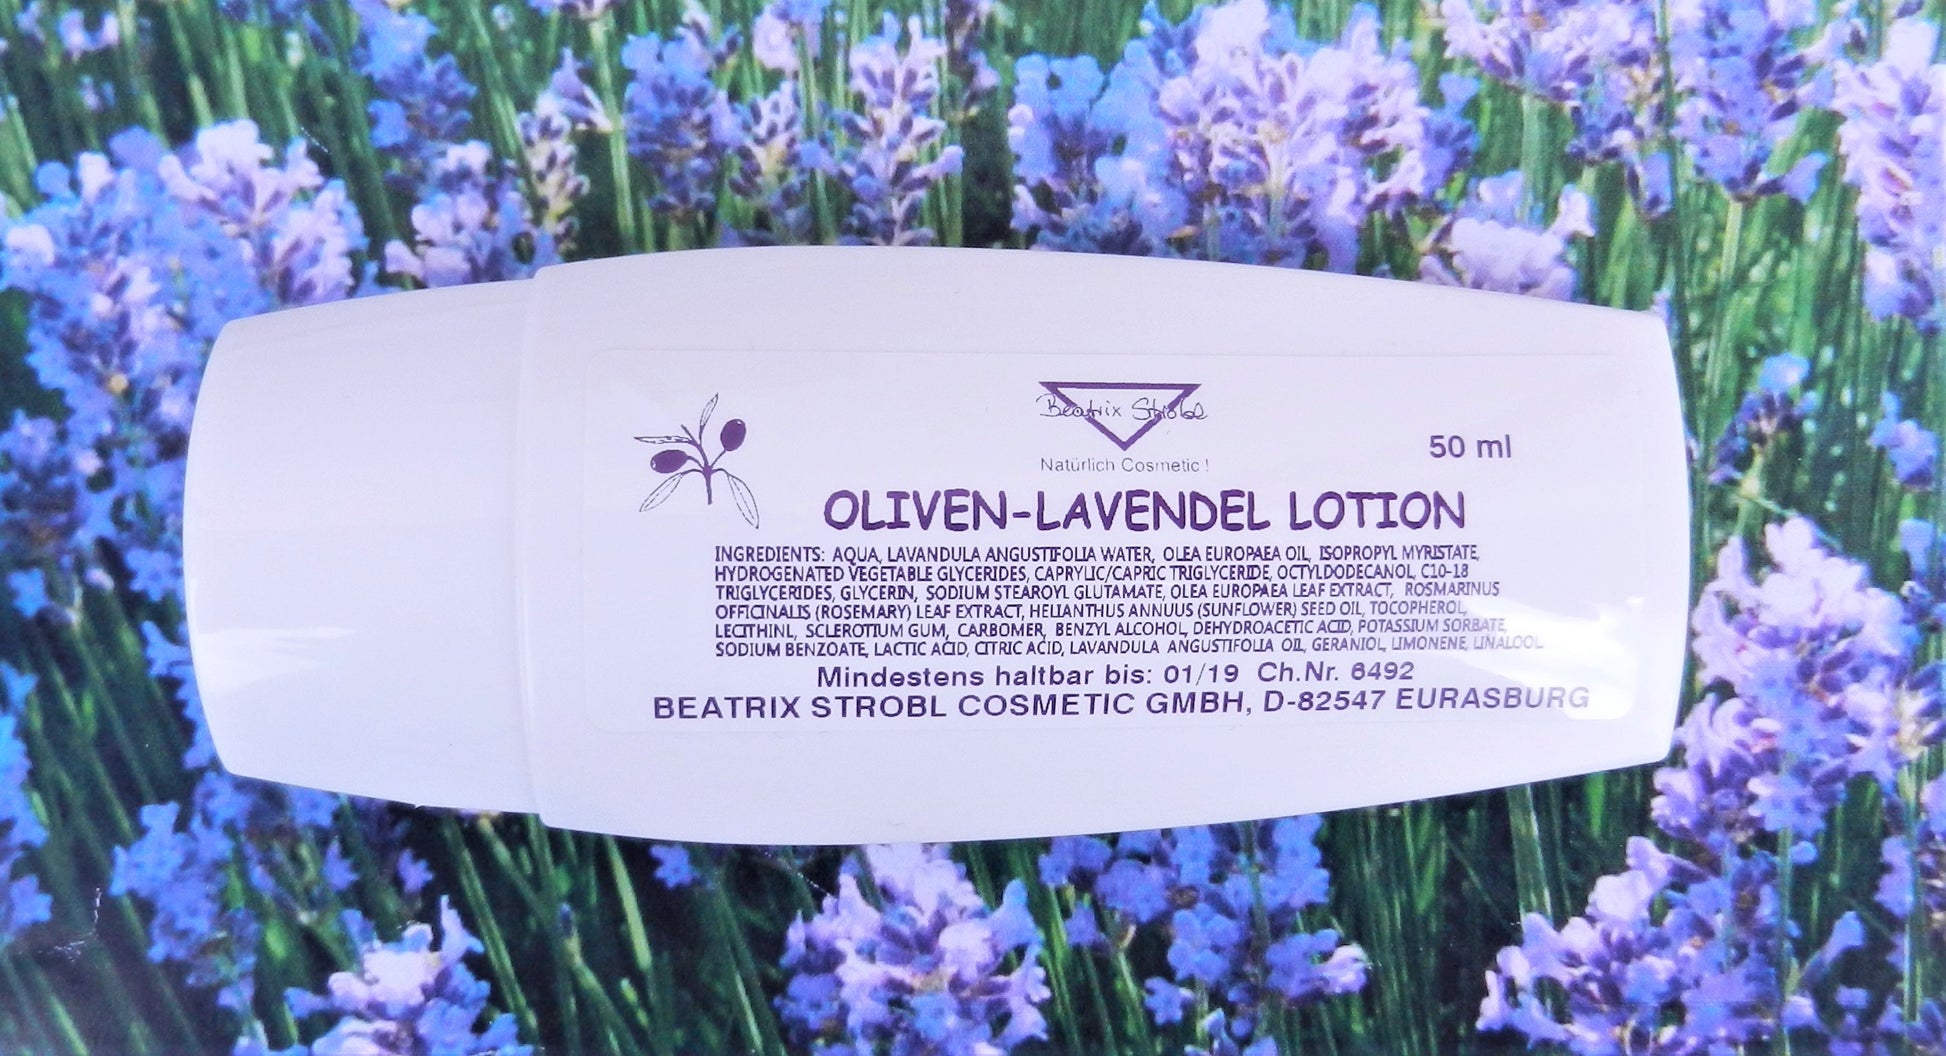 Beatrix Strobl
Natürlich Cosmetic !
50 ml
OLIVEN-LAVENDEL LOTION
INGREDIENTS: AQUA, LAVANDULA ANGUSTIFOLIA WATER, OLEA EUROPAEA OIL, ISOPROPYL MYRISTATE,
HYDROGENATED VEGETABLE GLYCERIDES, CAPRYLIC/CAPRIC TRIGLYCERIDE, OCTYLDODECANOL, C10-18
TRIGLYCERIDES, GLYCERIN, SODIUM STEAROYL GLUTAMATE, OLEA EUROPAEA LEAF EXTRACT, ROSMARINUS
OFFICINALIS (ROSEMARY) LEAF EXTRACT, HELIANTHUS ANNUUS (SUNFLOWER) SEED OIL, TOCOPHEROL,
LECITHINL, SCLEROTIUM GUM, CARBOMER, BENZYL ALCOHOL, DEHYDROACETIC ACID, POTASSIUM SORBATE,
SODIUM BENZOATE, LACTIC ACID, CITRIC ACID, LAVANDULA ANGUSTIFOLIA OIL, GERANIOL, LIMONENE, LINALOOL
Mindestens haltbar bis: 01/19 Ch.Nr. 6492
BEATRIX STROBL COSMETIC GMBH, D-82547 EURASBURG